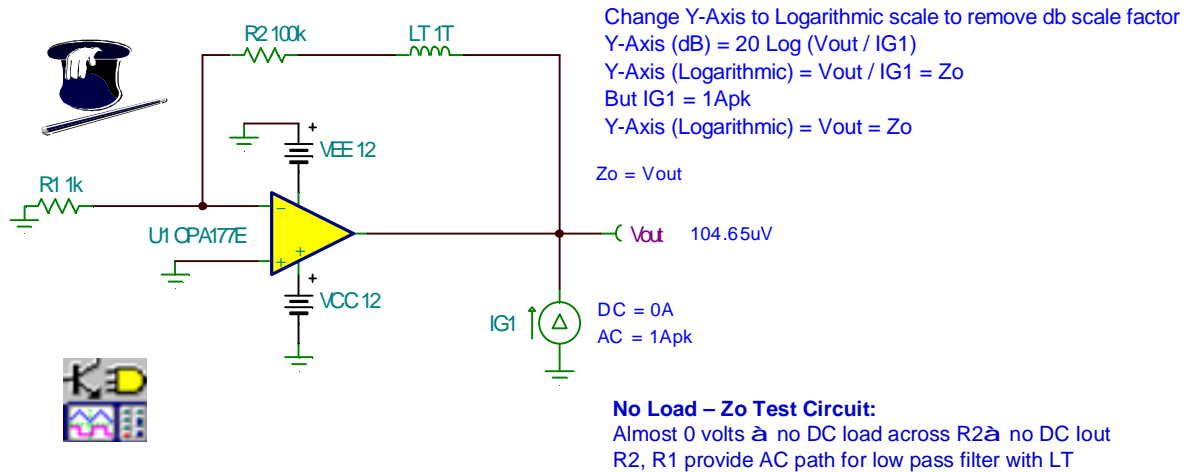 Change Y-Axis to Logarithmic scale to remove db scale factor
Y-Axis (dB) = 20 Log (Vout / IG1)
Y-Axis (Logarithmic) = Vout / IG1 = Zo
But IG1 = 1Apk
Y-Axis (Logarithmic) = Vout = Zo
Zo = Vout
R2 100k
LT 1T
+
VEE 12
R1 1k
-
U1 OPA177E
+
+
Vout 104.65uV
+
VCC 12
IG1
DC = 0A
AC = 1Apk
No Load – Zo Test Circuit:
Almost 0 volts à no DC load across R2à no DC Iout
R2, R1 provide AC path for low pass filter with LT